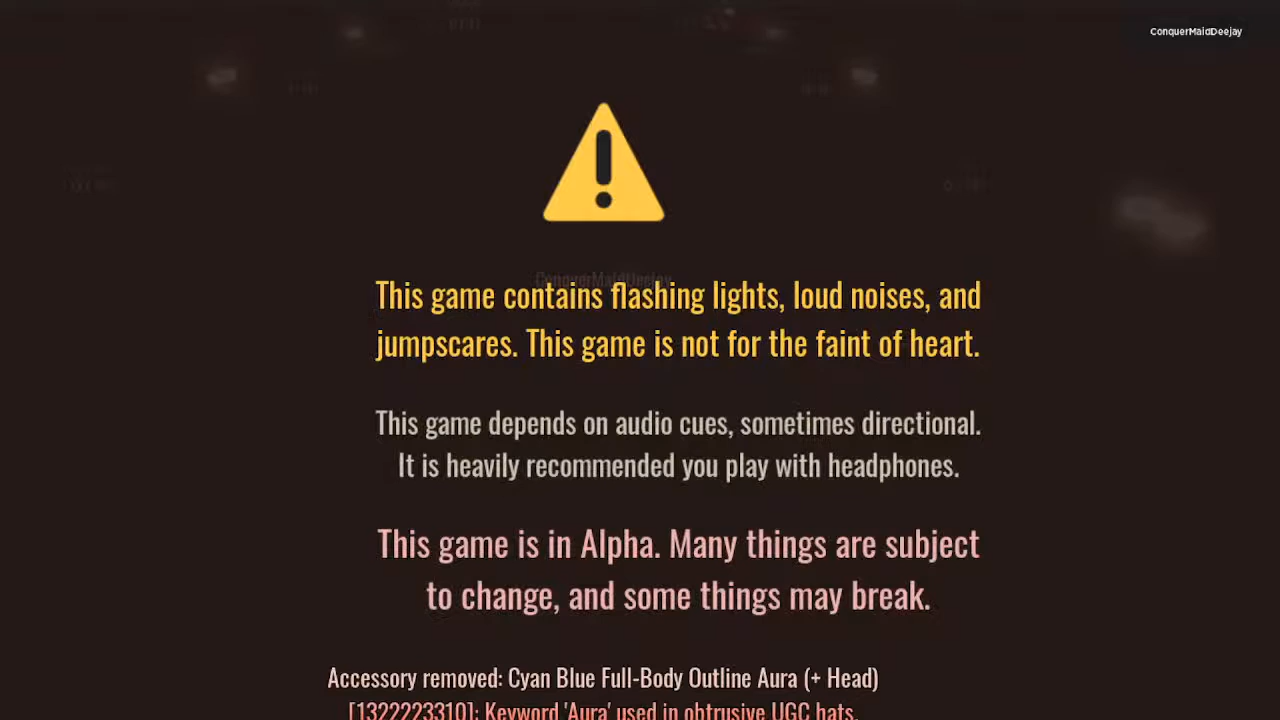 ConquerMaidDeejay
ConquerMaidDeejay
This game contains flashing lights, loud noises, and
jumpscares. This game is not for the faint of heart.
This game depends on audio cues, sometimes directional.
It is heavily recommended you play with headphones.
This game is in Alpha. Many things are subject
to change, and some things may break.
Accessory removed: Cyan Blue Full-Body Outline Aura (+ Head)
[1322223310]: Keyword 'Aura' used in obtrusive UGC hats.